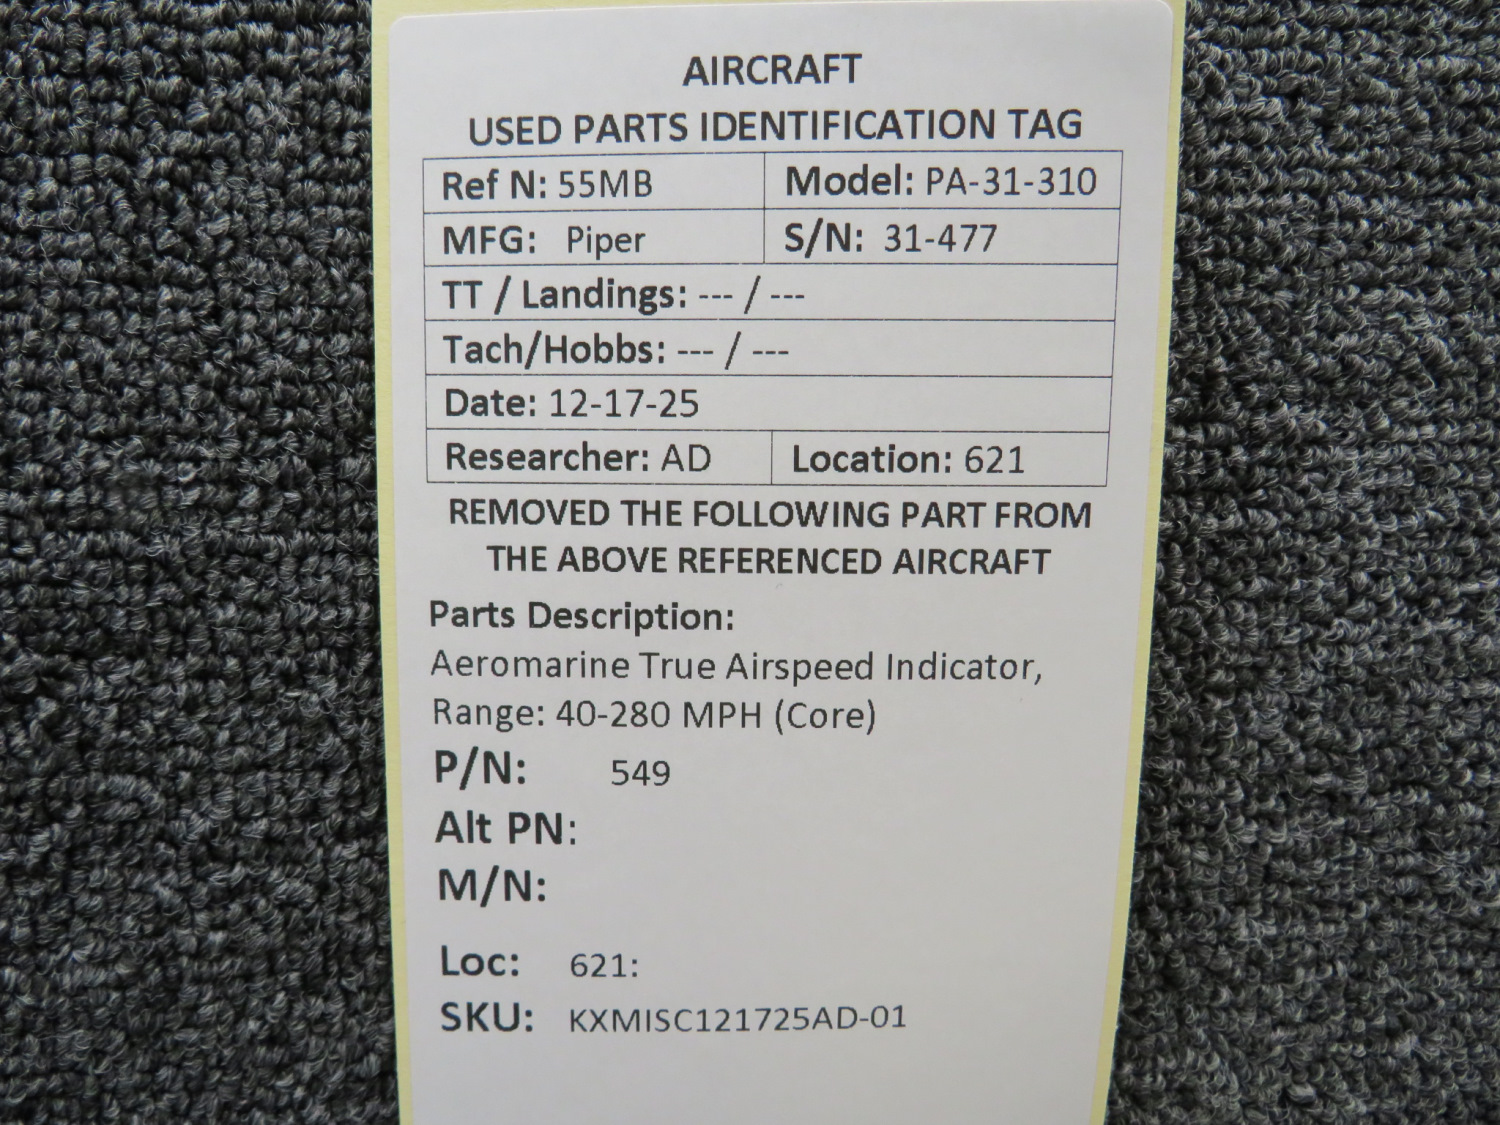 AIRCRAFT
USED PARTS IDENTIFICATION TAG
Ref N: 55MB Model: PA-31-310
MFG: Piper S/N: 31-477
TT / Landings: --- / ---
Tach/Hobbs: --- / ---
Date: 12-17-25
Researcher: AD Location: 621
REMOVED THE FOLLOWING PART FROM
THE ABOVE REFERENCED AIRCRAFT
Parts Description:
Aeromarine True Airspeed Indicator,
Range: 40-280 MPH (Core)
P/N: 549
Alt PN:
M/N:
Loc: 621:
SKU: KXMISC121725AD-01